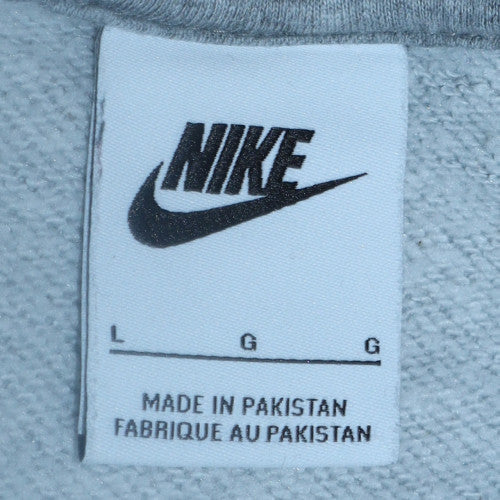 NIKE
L G G
MADE IN PAKISTAN
FABRIQUE AU PAKISTAN